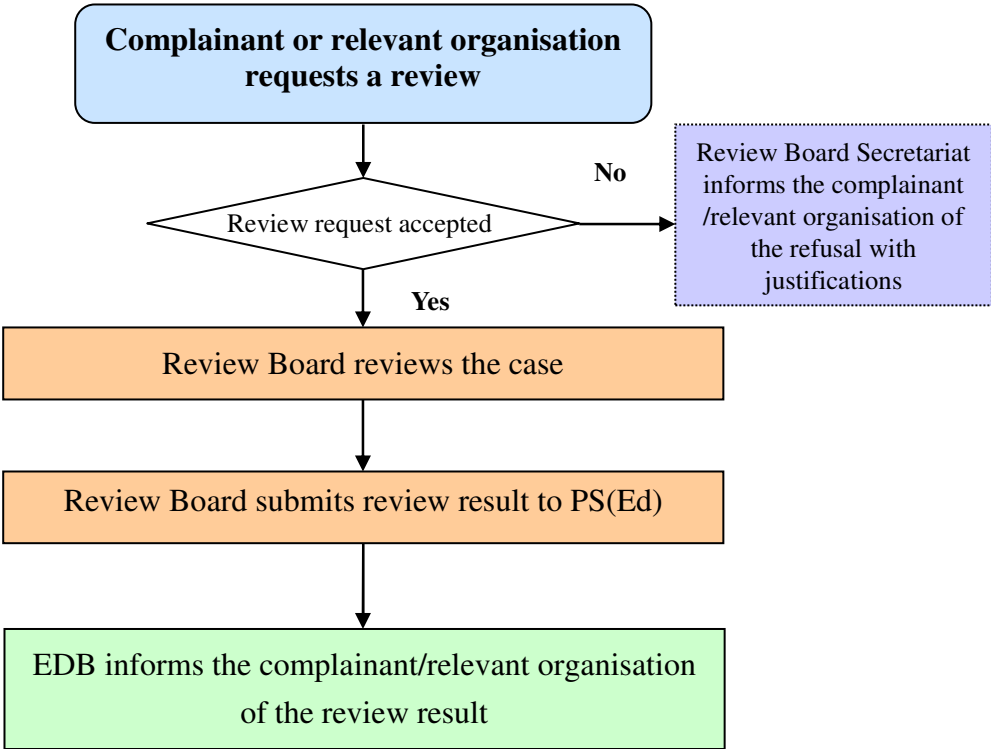 Complainant or relevant organisation
requests a review
No
Review Board Secretariat
informs the complainant
/relevant organisation of
the refusal with
justifications
Review request accepted
Yes
Review Board reviews the case
Review Board submits review result to PS(Ed)
EDB informs the complainant/relevant organisation
of the review result